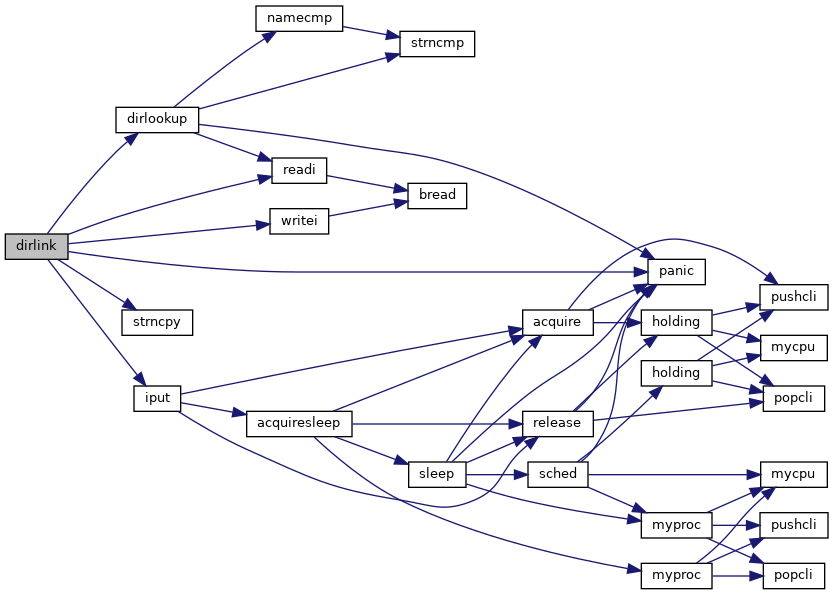 namecmp
strncmp
dirlookup
readi
bread
writei
dirlink
panic
pushcli
strncpy
acquire
holding
mycpu
holding
iput
popcli
acquiresleep
release
sleep
sched
mycpu
myproc
pushcli
myproc
popcli